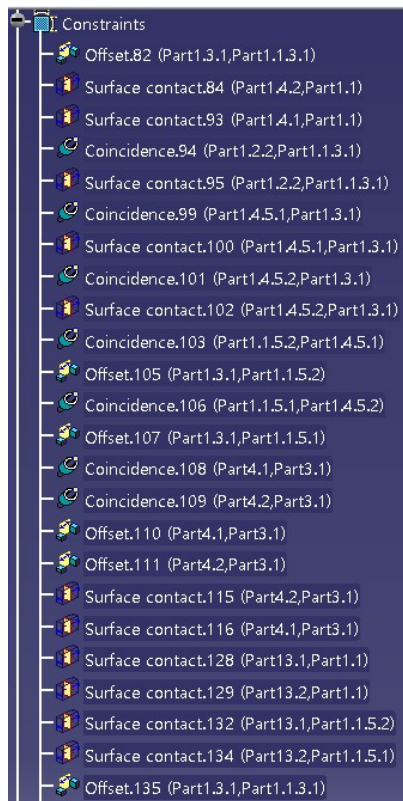 Constraints
Offset.82 (Part1.3.1,Part1.1.3.1)
Surface contact.84 (Part1.4.2,Part1.1)
Surface contact.93 (Part1.4.1,Part1.1)
Coincidence.94 (Part1.2.2,Part1.1.3.1)
Surface contact.95 (Part1.2.2,Part1.1.3.1)
Coincidence.99 (Part1.4.5.1,Part1.3.1)
Surface contact.100 (Part1.4.5.1,Part1.3.1)
Coincidence.101 (Part1.4.5.2,Part1.3.1)
Surface contact.102 (Part1.4.5.2,Part1.3.1)
Coincidence.103 (Part1.1.5.2,Part1.4.5.1)
Offset.105 (Part1.3.1,Part1.1.5.2)
Coincidence.106 (Part1.1.5.1,Part1.4.5.2)
Offset.107 (Part1.3.1,Part1.1.5.1)
Coincidence.108 (Part4.1,Part3.1)
Coincidence.109 (Part4.2,Part3.1)
Offset.110 (Part4.1,Part3.1)
Offset.111 (Part4.2,Part3.1)
Surface contact.115 (Part4.2,Part3.1)
Surface contact.116 (Part4.1,Part3.1)
Surface contact.128 (Part13.1,Part1.1)
Surface contact.129 (Part13.2,Part1.1)
Surface contact.132 (Part13.1,Part1.1.5.2)
Surface contact.134 (Part13.2,Part1.1.5.1)
Offset.135 (Part1.3.1,Part1.1.3.1)